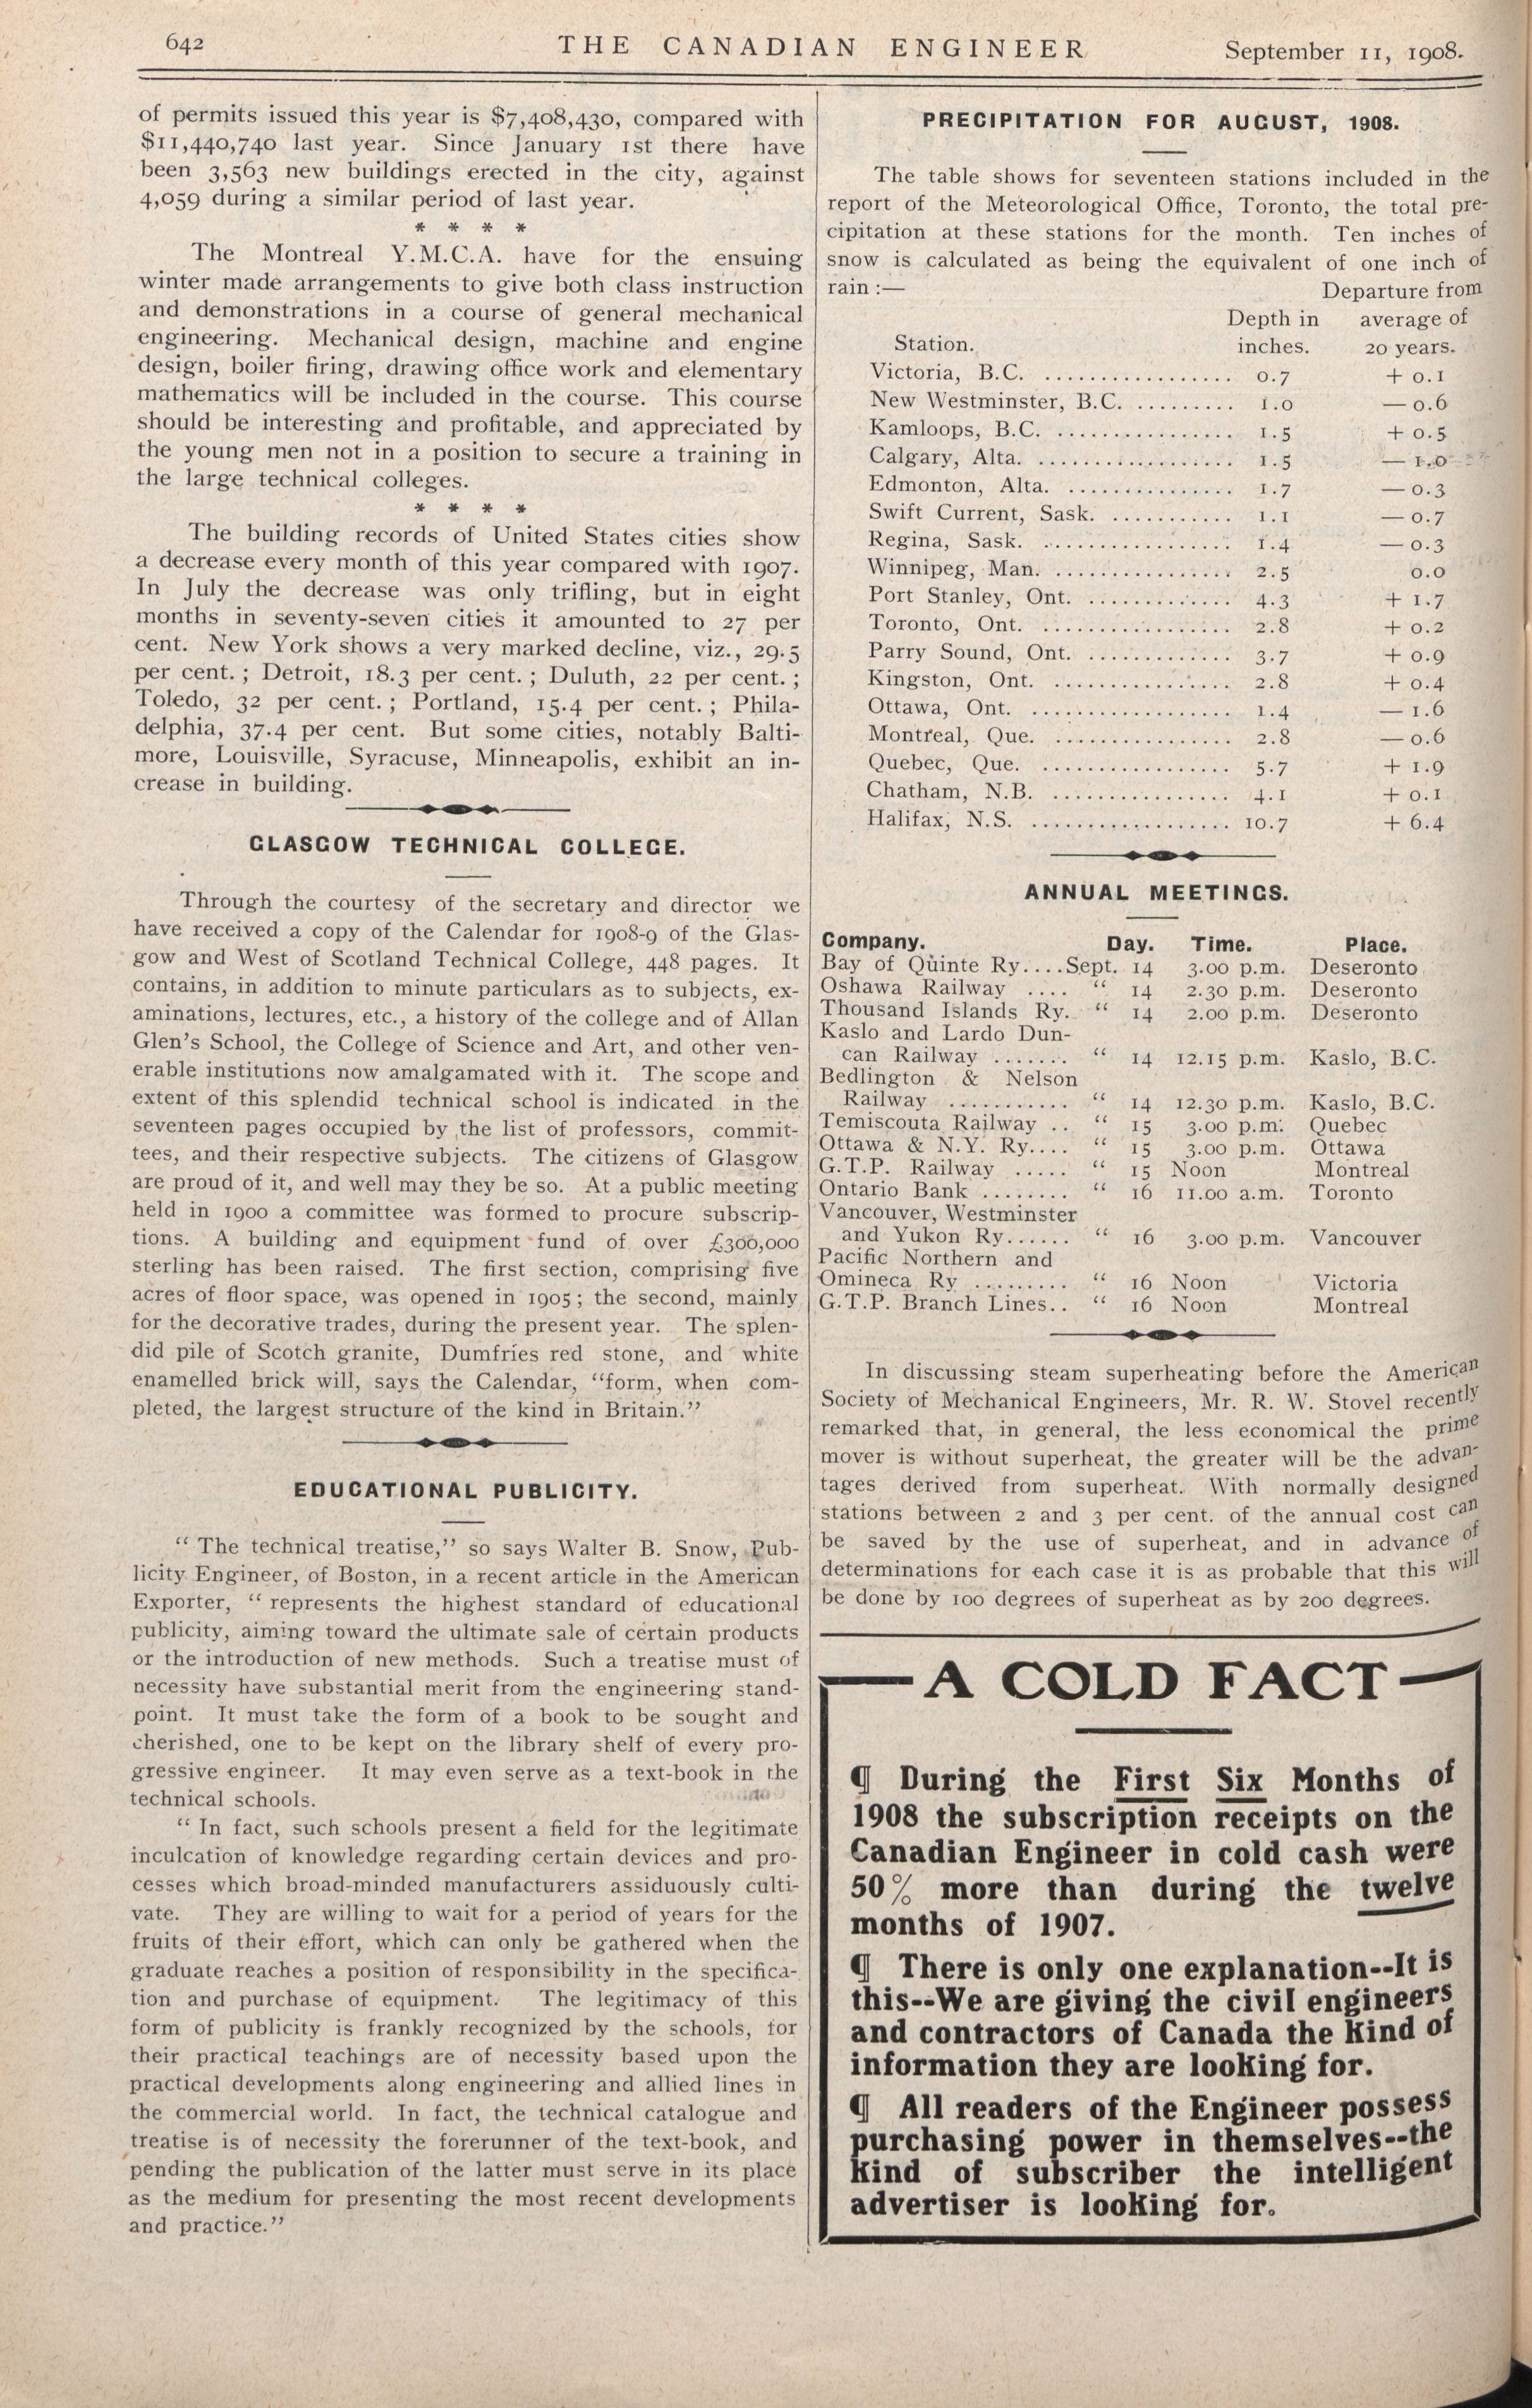 642
THE CANADIAN ENGINEER
September 11, 1908.
of permits issued this year is $7,408,430, compared with
$11,440,740 last year. Since January 1st there have
been 3,563 new buildings erected in the city, against
4,059 during a similar period of last year.
* * * *
The Montreal Y.M.C.A. have for the ensuing
winter made arrangements to give both class instruction
and demonstrations in a course of general mechanical
engineering. Mechanical design, machine and engine
design, boiler firing, drawing office work and elementary
mathematics will be included in the course. This course
should be interesting and profitable, and appreciated by
the young men not in a position to secure a training in
the large technical colleges.
* * * *
The building records of United States cities show
a decrease every month of this year compared with 1907.
In July the decrease was only trifling, but in eight
months in seventy-seven cities it amounted to 27 per
cent. New York shows a very marked decline, viz., 29.5
per cent. ; Detroit, 18.3 per cent. ; Duluth, 22 per cent. ;
Toledo, 32 per cent. ; Portland, 15.4 per cent. ; Phila-
delphia, 37.4 per cent. But some cities, notably Balti-
more, Louisville, Syracuse, Minneapolis, exhibit an in-
crease in building.
GLASGOW TECHNICAL COLLEGE.
Through the courtesy of the secretary and director we
have received a copy of the Calendar for 1908-9 of the Glas-
gow and West of Scotland Technical College, 448 pages. It
contains, in addition to minute particulars as to subjects, ex-
aminations, lectures, etc., a history of the college and of Allan
Glen's School, the College of Science and Art, and other ven-
erable institutions now amalgamated with it. The scope and
extent of this splendid technical school is indicated in the
seventeen pages occupied by the list of professors, commit-
tees, and their respective subjects. The citizens of Glasgow
are proud of it, and well may they be so. At a public meeting
held in 1900 a committee was formed to procure subscrip-
tions. A building and equipment fund of over £300,000
sterling has been raised. The first section, comprising five
acres of floor space, was opened in 1905; the second, mainly
for the decorative trades, during the present year. The splen-
did pile of Scotch granite, Dumfries red stone, and white
enamelled brick will, says the Calendar, "form, when com-
pleted, the largest structure of the kind in Britain."
EDUCATIONAL PUBLICITY.
" The technical treatise," so says Walter B. Snow, Pub-
licity Engineer, of Boston, in a recent article in the American
Exporter, " represents the highest standard of educational
publicity, aiming toward the ultimate sale of certain products
or the introduction of new methods. Such a treatise must of
necessity have substantial merit from the engineering stand-
point. It must take the form of a book to be sought and
cherished, one to be kept on the library shelf of every pro-
gressive engineer. It may even serve as a text-book in the
technical schools.
" In fact, such schools present a field for the legitimate
inculcation of knowledge regarding certain devices and pro-
cesses which broad-minded manufacturers assiduously culti-
vate. They are willing to wait for a period of years for the
fruits of their effort, which can only be gathered when the
graduate reaches a position of responsibility in the specifica-
tion and purchase of equipment. The legitimacy of this
form of publicity is frankly recognized by the schools, for
their practical teachings are of necessity based upon the
practical developments along engineering and allied lines in
the commercial world. In fact, the technical catalogue and
treatise is of necessity the forerunner of the text-book, and
pending the publication of the latter must serve in its place
as the medium for presenting the most recent developments
and practice."
PRECIPITATION FOR AUGUST, 1908.
The table shows for seventeen stations included in the
report of the Meteorological Office, Toronto, the total pre-
cipitation at these stations for the month. Ten inches of
snow is calculated as being the equivalent of one inch of
rain :—
Departure from
Depth in average of
Station. inches. 20 years.
Victoria, B.C. .................. 0.7 + 0.1
New Westminster, B.C. .......... 1.0 — 0.6
Kamloops, B.C. ................ 1.5 + 0.5
Calgary, Alta. .................. 1.5 — 1.0
Edmonton, Alta. ............... 1.7 — 0.3
Swift Current, Sask. ........... 1.1 — 0.7
Regina, Sask. .................. 1.4 — 0.3
Winnipeg, Man. ................ 2.5 0.0
Port Stanley, Ont. ............. 4.3 + 1.7
Toronto, Ont. .................. 2.8 + 0.2
Parry Sound, Ont. ............. 3.7 + 0.9
Kingston, Ont. ................ 2.8 + 0.4
Ottawa, Ont. ................... 1.4 — 1.6
Montreal, Que. ................ 2.8 — 0.6
Quebec, Que. .................. 5.7 + 1.9
Chatham, N.B. ................ 4.1 + 0.1
Halifax, N.S. ................... 10.7 + 6.4
ANNUAL MEETINGS.
Company. Day. Time. Place.
Bay of Quinte Ry....Sept. 14 3.00 p.m. Deseronto
Oshawa Railway .... " 14 2.30 p.m. Deseronto
Thousand Islands Ry. " 14 2.00 p.m. Deseronto
Kaslo and Lardo Dun-
can Railway ....... " 14 12.15 p.m. Kaslo, B.C.
Bedlington & Nelson
Railway ........... " 14 12.30 p.m. Kaslo, B.C.
Temiscouta Railway .. " 15 3.00 p.m. Quebec
Ottawa & N.Y. Ry.... " 15 3.00 p.m. Ottawa
G.T.P. Railway ..... " 15 Noon Montreal
Ontario Bank ........ " 16 11.00 a.m. Toronto
Vancouver, Westminster
and Yukon Ry...... " 16 3.00 p.m. Vancouver
Pacific Northern and
Omineca Ry ......... " 16 Noon Victoria
G.T.P. Branch Lines.. " 16 Noon Montreal
In discussing steam superheating before the American
Society of Mechanical Engineers, Mr. R. W. Stovel recently
remarked that, in general, the less economical the prime
mover is without superheat, the greater will be the advan-
tages derived from superheat. With normally designed
stations between 2 and 3 per cent. of the annual cost can
be saved by the use of superheat, and in advance of
determinations for each case it is as probable that this will
be done by 100 degrees of superheat as by 200 degrees.
A COLD FACT
¶ During the First Six Months of
1908 the subscription receipts on the
Canadian Engineer in cold cash were
50% more than during the twelve
months of 1907.
¶ There is only one explanation--It is
this--We are giving the civil engineers
and contractors of Canada the kind of
information they are looking for.
¶ All readers of the Engineer possess
purchasing power in themselves--the
kind of subscriber the intelligent
advertiser is looking for.